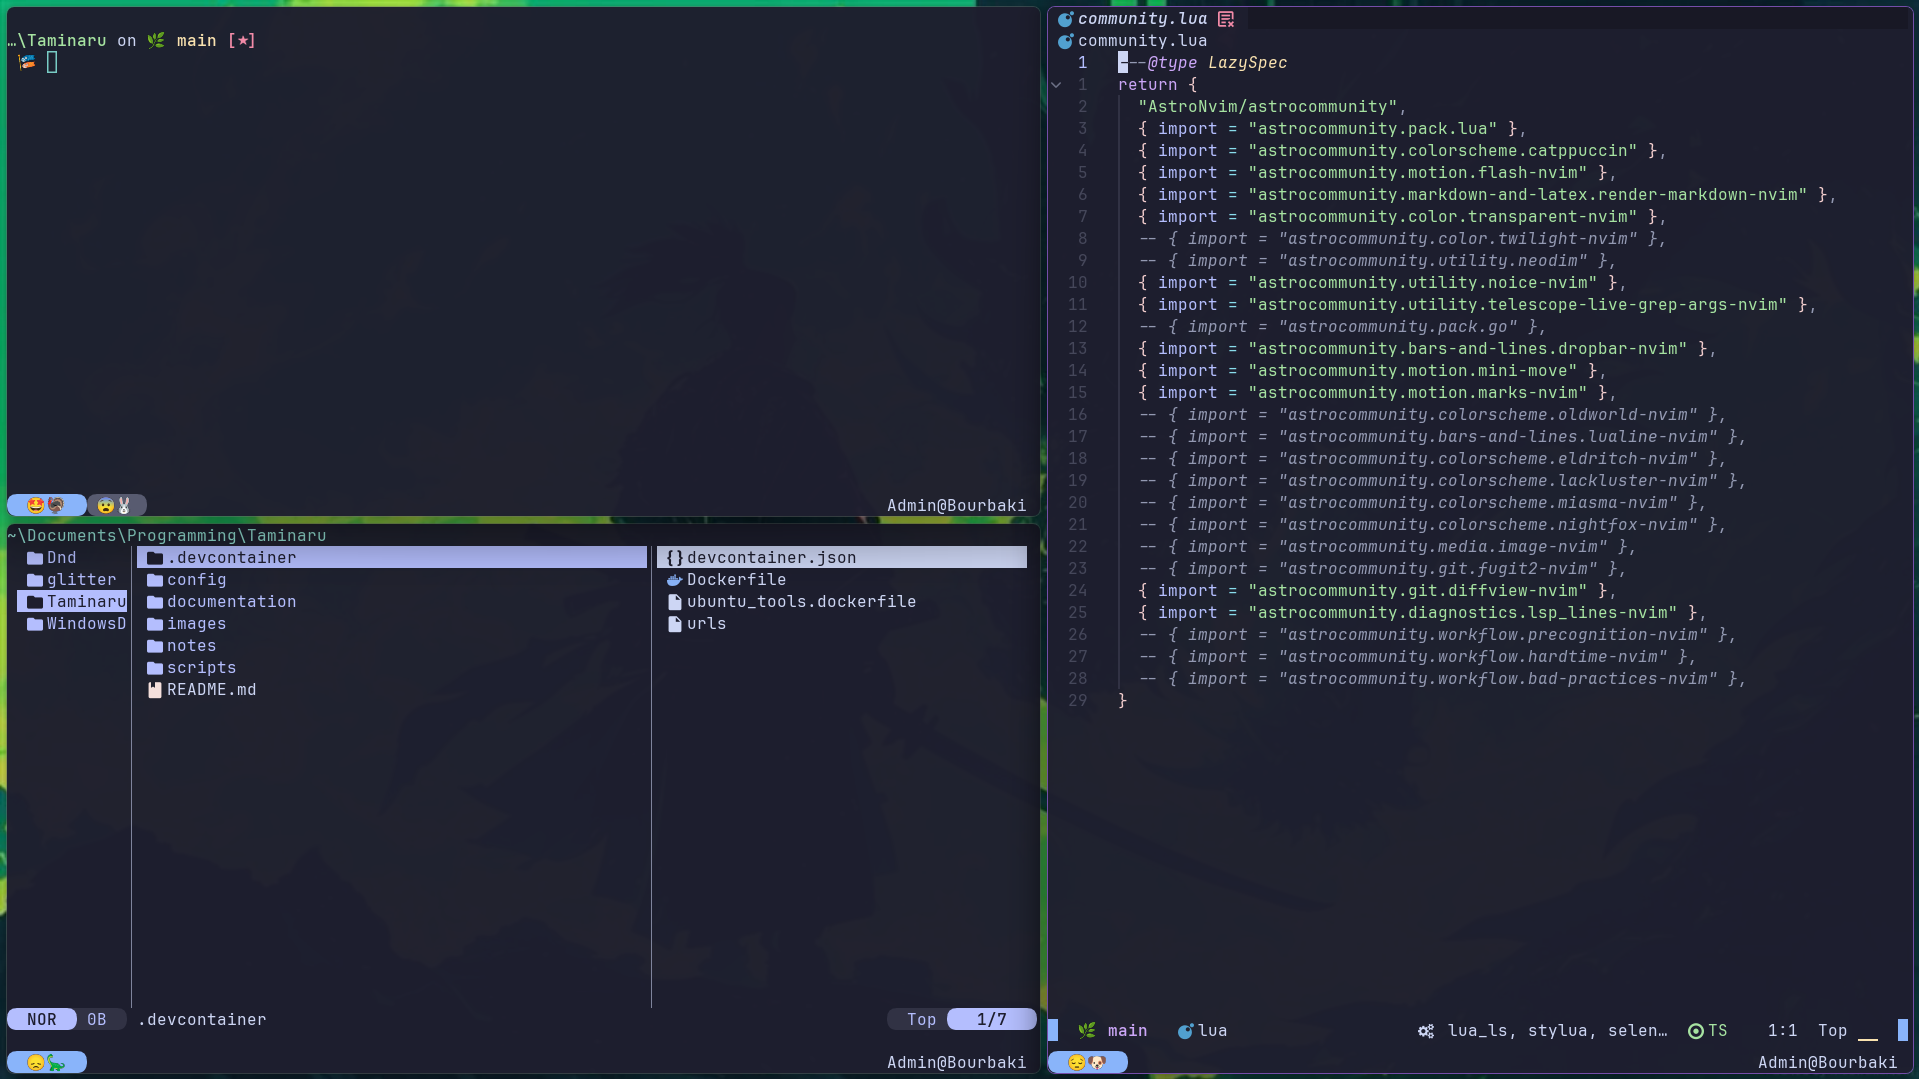 …\Taminaru on main [★]
Admin@Bourbaki
~\Documents\Programming\Taminaru
Dnd
glitter
Taminaru
WindowsD
.devcontainer
config
documentation
images
notes
scripts
README.md
devcontainer.json
Dockerfile
ubuntu_tools.dockerfile
urls
NOR 0B .devcontainer Top 1/7
Admin@Bourbaki
community.lua
community.lua
1 ---@type LazySpec
1 return {
2 "AstroNvim/astrocommunity",
3 { import = "astrocommunity.pack.lua" },
4 { import = "astrocommunity.colorscheme.catppuccin" },
5 { import = "astrocommunity.motion.flash-nvim" },
6 { import = "astrocommunity.markdown-and-latex.render-markdown-nvim" },
7 { import = "astrocommunity.color.transparent-nvim" },
8 -- { import = "astrocommunity.color.twilight-nvim" },
9 -- { import = "astrocommunity.utility.neodim" },
10 { import = "astrocommunity.utility.noice-nvim" },
11 { import = "astrocommunity.utility.telescope-live-grep-args-nvim" },
12 -- { import = "astrocommunity.pack.go" },
13 { import = "astrocommunity.bars-and-lines.dropbar-nvim" },
14 { import = "astrocommunity.motion.mini-move" },
15 { import = "astrocommunity.motion.marks-nvim" },
16 -- { import = "astrocommunity.colorscheme.oldworld-nvim" },
17 -- { import = "astrocommunity.bars-and-lines.lualine-nvim" },
18 -- { import = "astrocommunity.colorscheme.eldritch-nvim" },
19 -- { import = "astrocommunity.colorscheme.lackluster-nvim" },
20 -- { import = "astrocommunity.colorscheme.miasma-nvim" },
21 -- { import = "astrocommunity.colorscheme.nightfox-nvim" },
22 -- { import = "astrocommunity.media.image-nvim" },
23 -- { import = "astrocommunity.git.fugit2-nvim" },
24 { import = "astrocommunity.git.diffview-nvim" },
25 { import = "astrocommunity.diagnostics.lsp_lines-nvim" },
26 -- { import = "astrocommunity.workflow.precognition-nvim" },
27 -- { import = "astrocommunity.workflow.hardtime-nvim" },
28 -- { import = "astrocommunity.workflow.bad-practices-nvim" },
29 }
main lua lua_ls, stylua, selen… TS 1:1 Top
Admin@Bourbaki